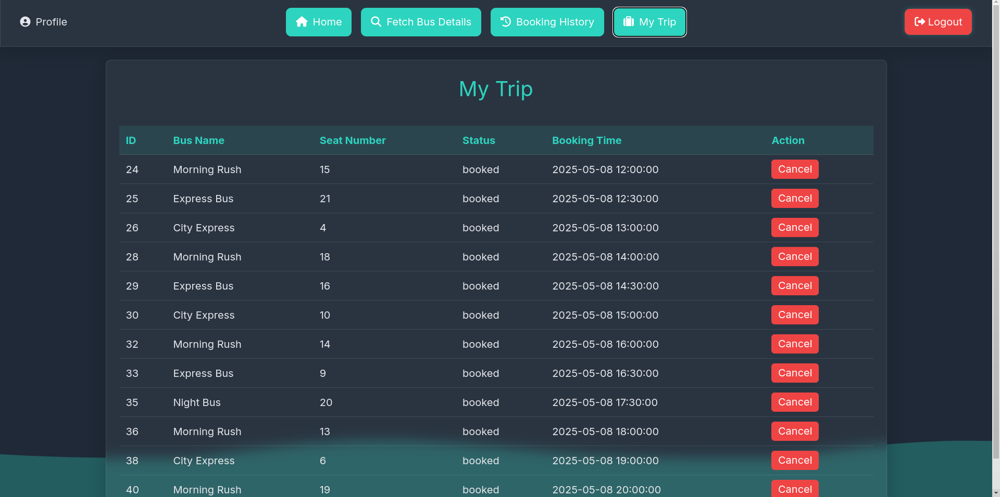 Profile Home Fetch Bus Details Booking History My Trip Logout
My Trip
ID Bus Name Seat Number Status Booking Time Action
24 Morning Rush 15 booked 2025-05-08 12:00:00 Cancel
25 Express Bus 21 booked 2025-05-08 12:30:00 Cancel
26 City Express 4 booked 2025-05-08 13:00:00 Cancel
28 Morning Rush 18 booked 2025-05-08 14:00:00 Cancel
29 Express Bus 16 booked 2025-05-08 14:30:00 Cancel
30 City Express 10 booked 2025-05-08 15:00:00 Cancel
32 Morning Rush 14 booked 2025-05-08 16:00:00 Cancel
33 Express Bus 9 booked 2025-05-08 16:30:00 Cancel
35 Night Bus 20 booked 2025-05-08 17:30:00 Cancel
36 Morning Rush 13 booked 2025-05-08 18:00:00 Cancel
38 City Express 6 booked 2025-05-08 19:00:00 Cancel
40 Morning Rush 19 booked 2025-05-08 20:00:00 Cancel